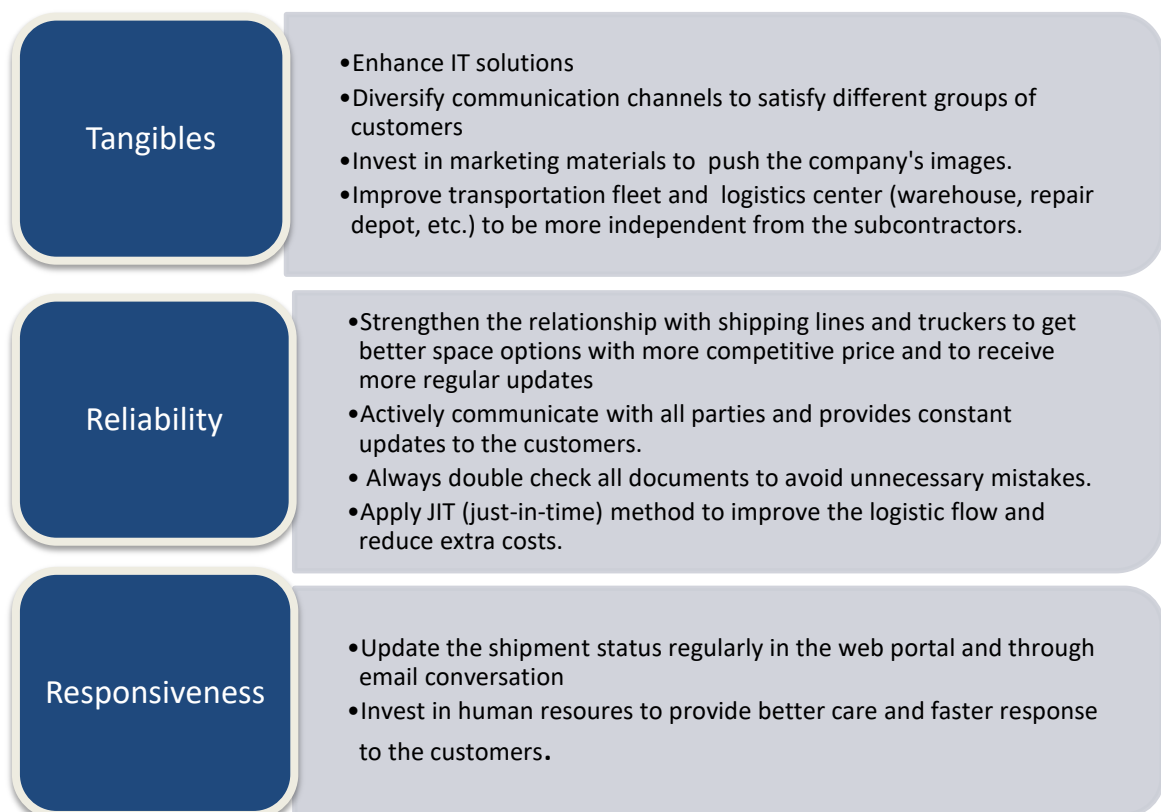 Tangibles
•Enhance IT solutions
•Diversify communication channels to satisfy different groups of
customers
•Invest in marketing materials to  push the company's images.
•Improve transportation fleet and  logistics center (warehouse, repair
depot, etc.) to be more independent from the subcontractors.
Reliability
•Strengthen the relationship with shipping lines and truckers to get
better space options with more competitive price and to receive
more regular updates
•Actively communicate with all parties and provides constant
updates to the customers.
• Always double check all documents to avoid unnecessary mistakes.
•Apply JIT (just-in-time) method to improve the logistic flow and
reduce extra costs.
Responsiveness
•Update the shipment status regularly in the web portal and through
email conversation
•Invest in human resoures to provide better care and faster response
to the customers.